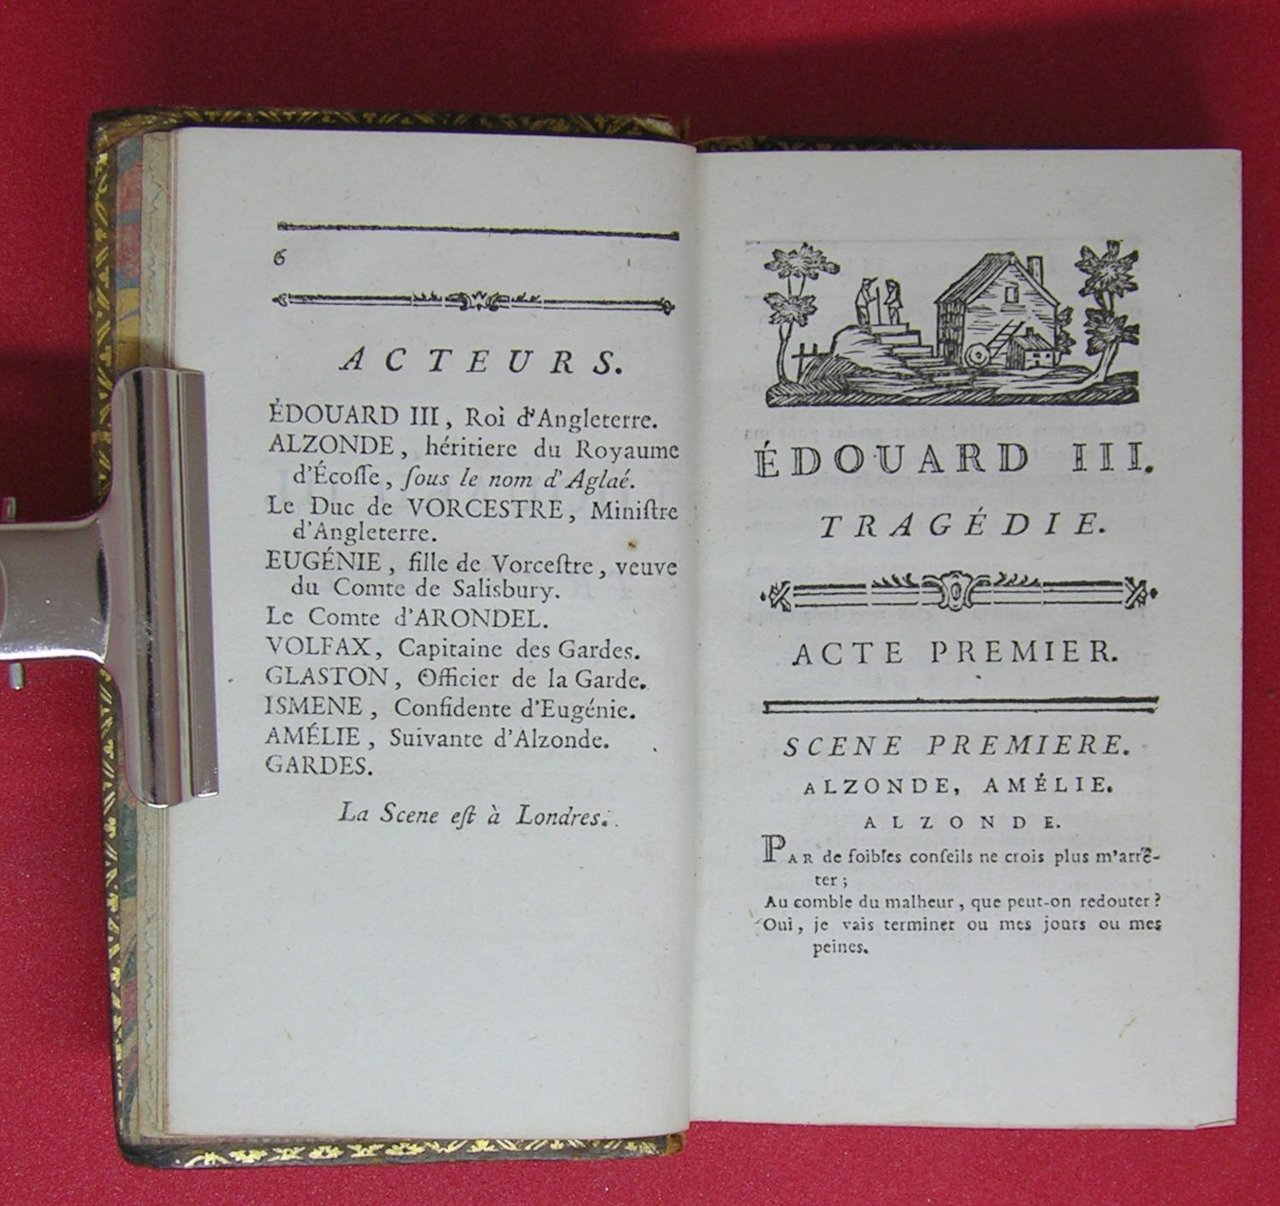 6
ACTEURS.
ÉDOUARD III, Roi d'Angleterre.
ALZONDE, héritiere du Royaume
d'Écoſſe, ſous le nom d'Aglaé.
Le Duc de VORCESTRE, Miniſtre
d'Angleterre.
EUGÉNIE, fille de Vorceſtre, veuve
du Comte de Salisbury.
Le Comte d'ARONDEL.
VOLFAX, Capitaine des Gardes.
GLASTON, Officier de la Garde.
ISMENE, Confidente d'Eugénie.
AMÉLIE, Suivante d'Alzonde.
GARDES.
La Scene eſt à Londres.
ÉDOUARD III.
TRAGÉDIE.
ACTE PREMIER.
SCENE PREMIERE.
ALZONDE, AMÉLIE.
ALZONDE.
PAR de foibles conſeils ne crois plus m'arrê-
ter;
Au comble du malheur, que peut-on redouter?
Oui, je vais terminer ou mes jours ou mes
peines.